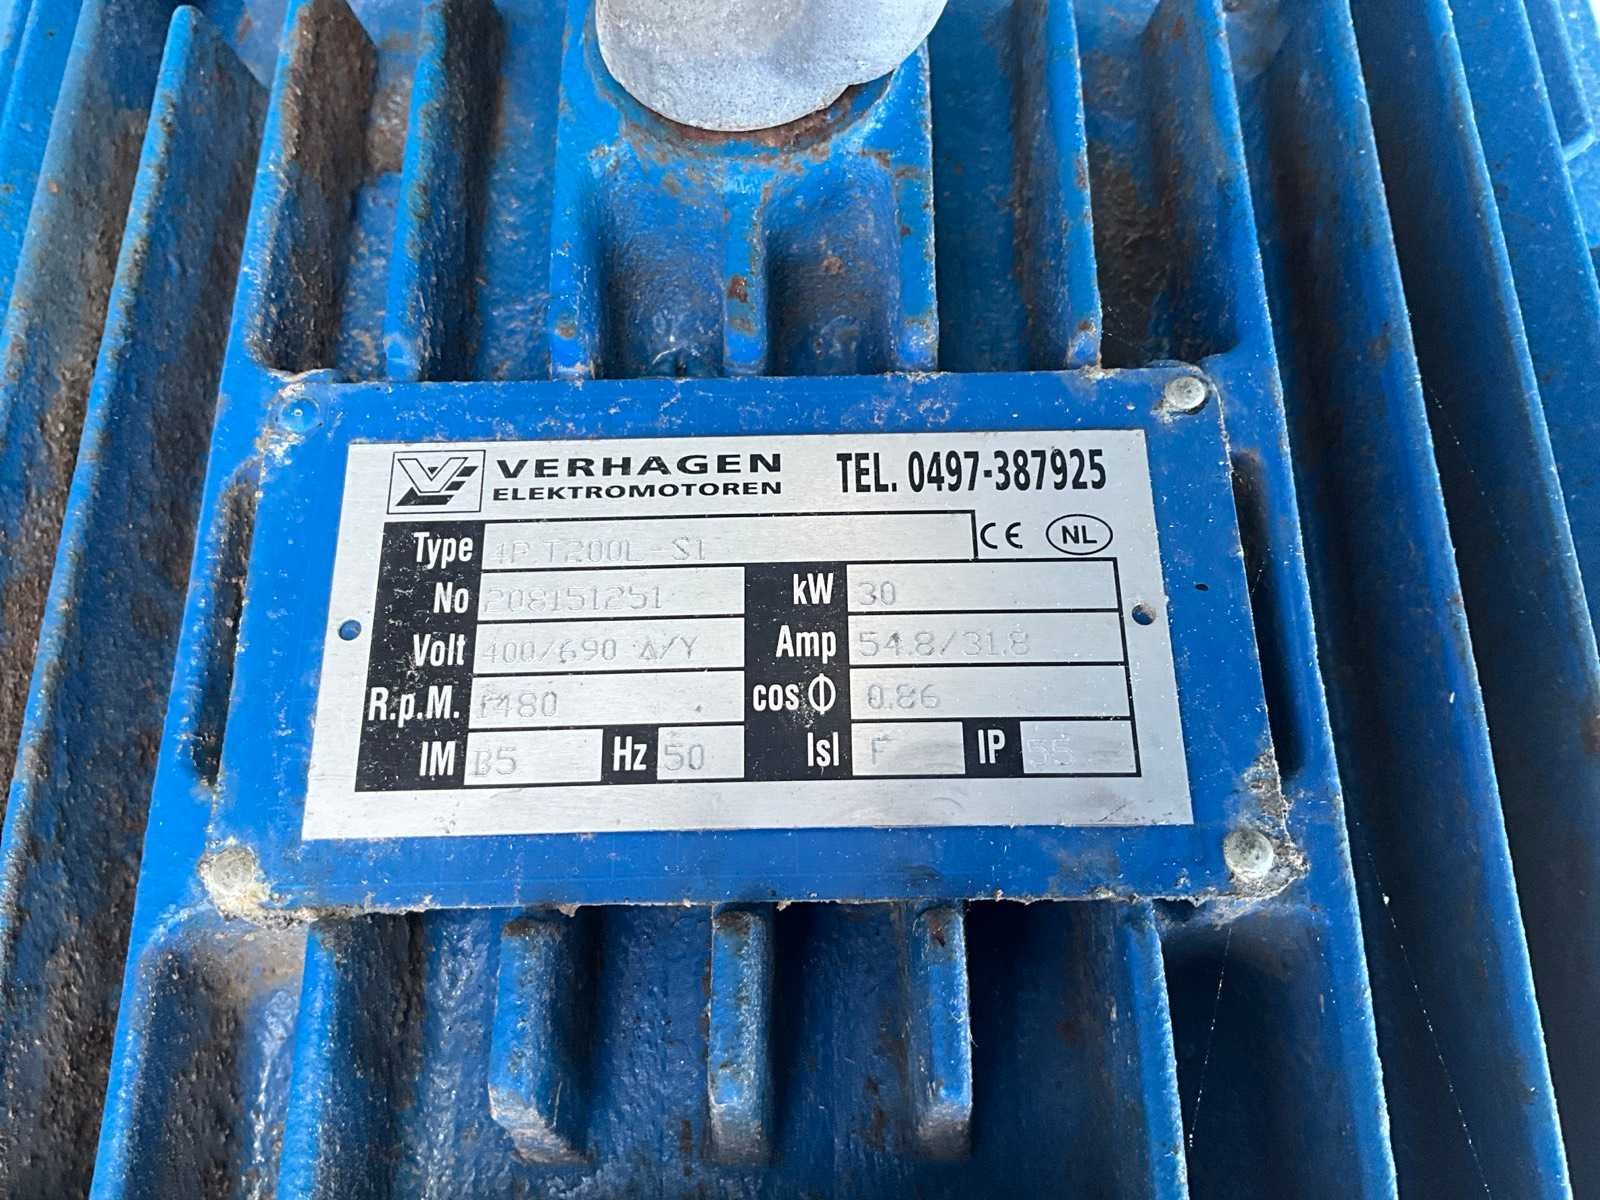 VERHAGEN TEL. 0497-387925
ELEKTROMOTOREN
Type 4P T200L-S1 CE NL
No 208151251 kW 30
Volt 400/690 Δ/Y Amp 54.8/31.8
R.p.M. 1480 cos Φ 0.86
IM B5 Hz 50 Isl F IP 55